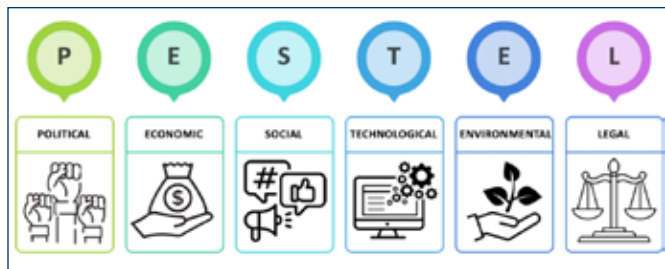 P E S T E L
POLITICAL ECONOMIC SOCIAL TECHNOLOGICAL ENVIRONMENTAL LEGAL
$ #